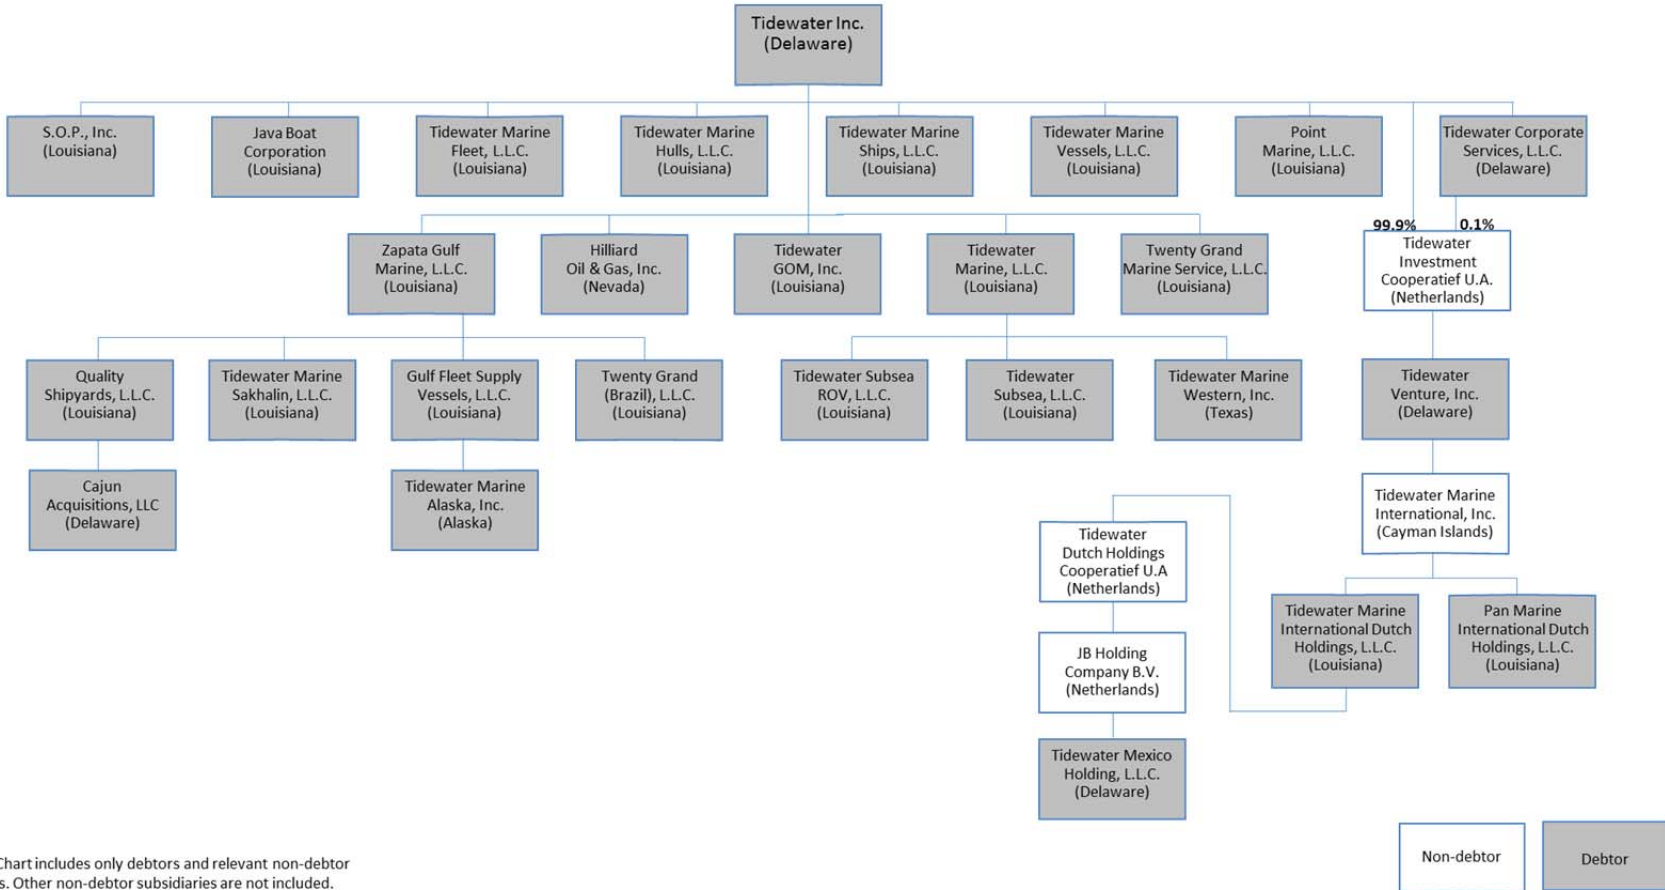 Tidewater Inc.
(Delaware)
S.O.P., Inc.
(Louisiana)
Java Boat
Corporation
(Louisiana)
Tidewater Marine
Fleet, L.L.C.
(Louisiana)
Tidewater Marine
Hulls, L.L.C.
(Louisiana)
Tidewater Marine
Ships, L.L.C.
(Louisiana)
Tidewater Marine
Vessels, L.L.C.
(Louisiana)
Point
Marine, L.L.C.
(Louisiana)
Tidewater Corporate
Services, L.L.C.
(Delaware)
99.9%
0.1%
Zapata Gulf
Marine, L.L.C.
(Louisiana)
Hilliard
Oil & Gas, Inc.
(Nevada)
Tidewater
GOM, Inc.
(Louisiana)
Tidewater
Marine, L.L.C.
(Louisiana)
Twenty Grand
Marine Service, L.L.C.
(Louisiana)
Tidewater
Investment
Cooperatief U.A.
(Netherlands)
Quality
Shipyards, L.L.C.
(Louisiana)
Tidewater Marine
Sakhalin, L.L.C.
(Louisiana)
Gulf Fleet Supply
Vessels, L.L.C.
(Louisiana)
Twenty Grand
(Brazil), L.L.C.
(Louisiana)
Tidewater Subsea
ROV, L.L.C.
(Louisiana)
Tidewater
Subsea, L.L.C.
(Louisiana)
Tidewater Marine
Western, Inc.
(Texas)
Tidewater
Venture, Inc.
(Delaware)
Cajun
Acquisitions, LLC
(Delaware)
Tidewater Marine
Alaska, Inc.
(Alaska)
Tidewater Marine
International, Inc.
(Cayman Islands)
Tidewater
Dutch Holdings
Cooperatief U.A
(Netherlands)
Tidewater Marine
International Dutch
Holdings, L.L.C.
(Louisiana)
Pan Marine
International Dutch
Holdings, L.L.C.
(Louisiana)
JB Holding
Company B.V.
(Netherlands)
Tidewater Mexico
Holding, L.L.C.
(Delaware)
Chart includes only debtors and relevant non-debtor
s. Other non-debtor subsidiaries are not included.
Non-debtor
Debtor